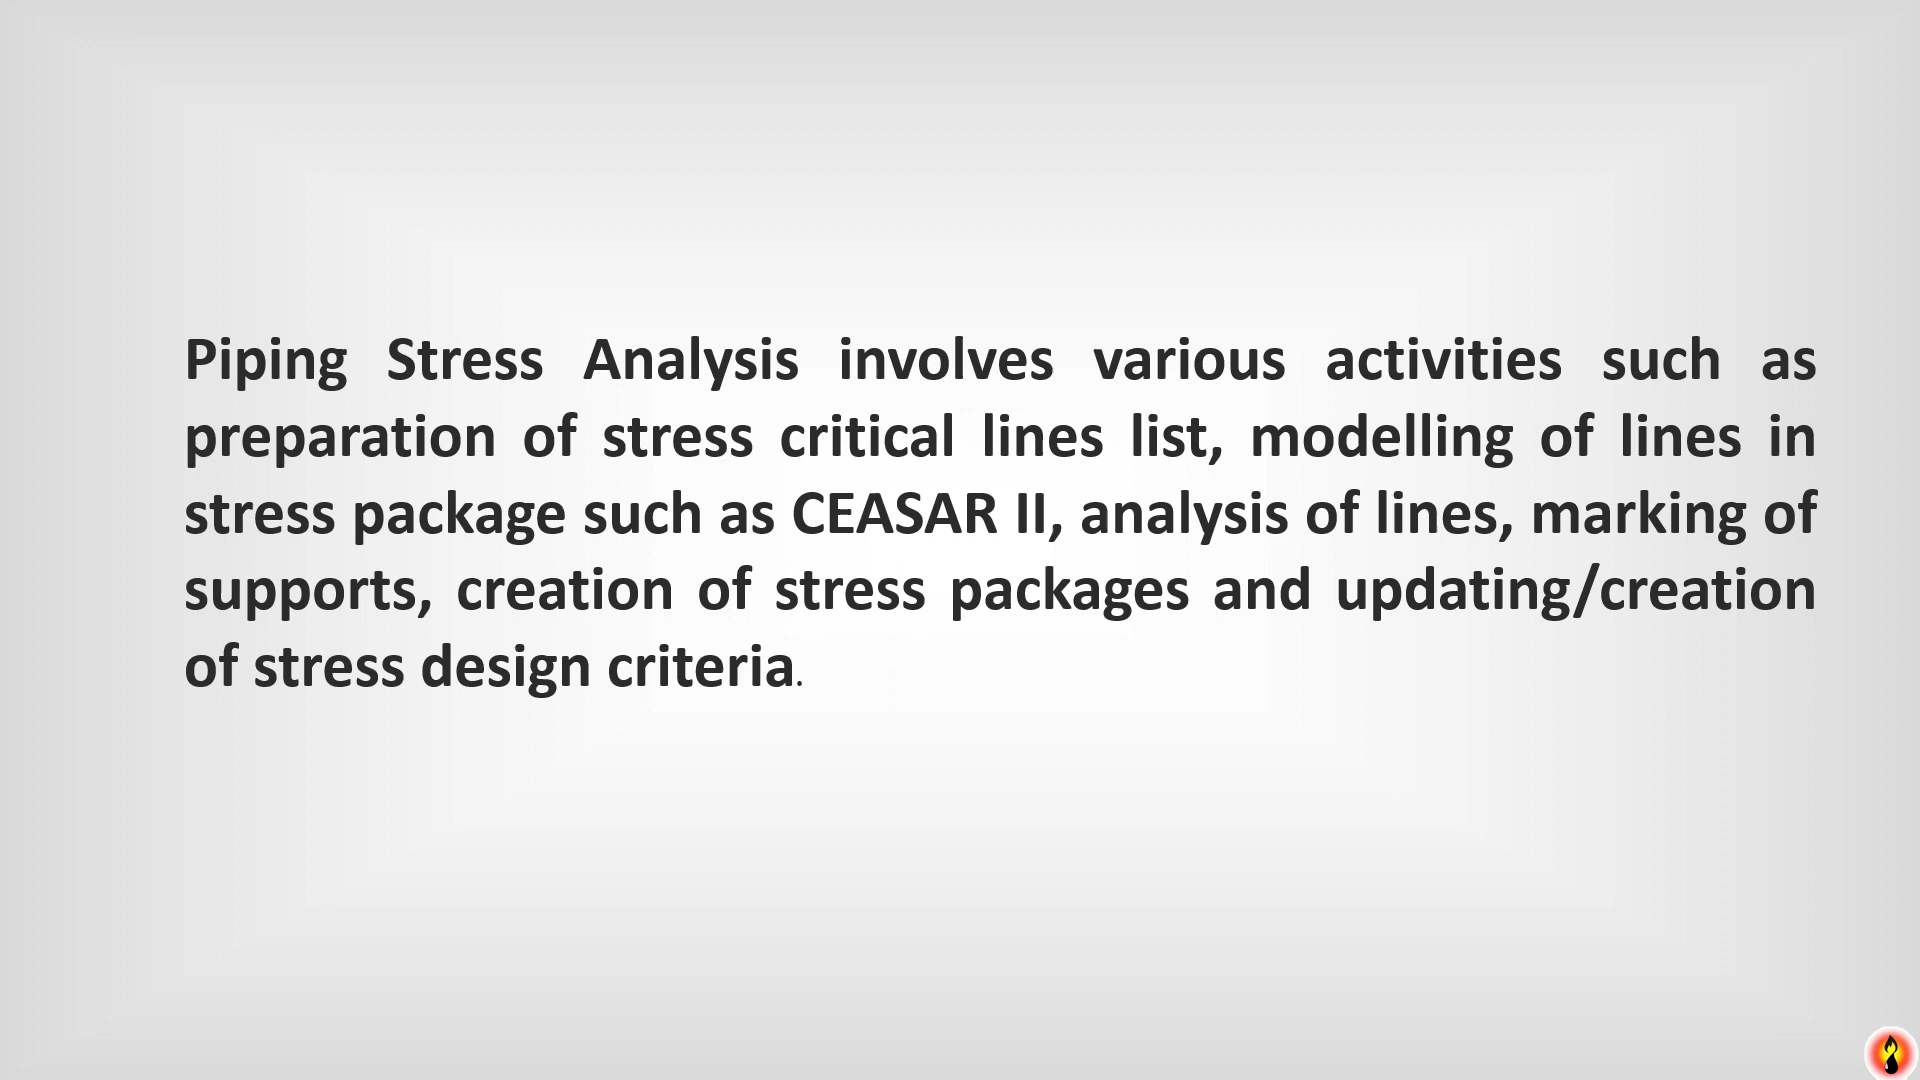 Piping Stress Analysis involves various activities such as
preparation of stress critical lines list, modelling of lines in
stress package such as CEASAR II, analysis of lines, marking of
supports, creation of stress packages and updating/creation
of stress design criteria.